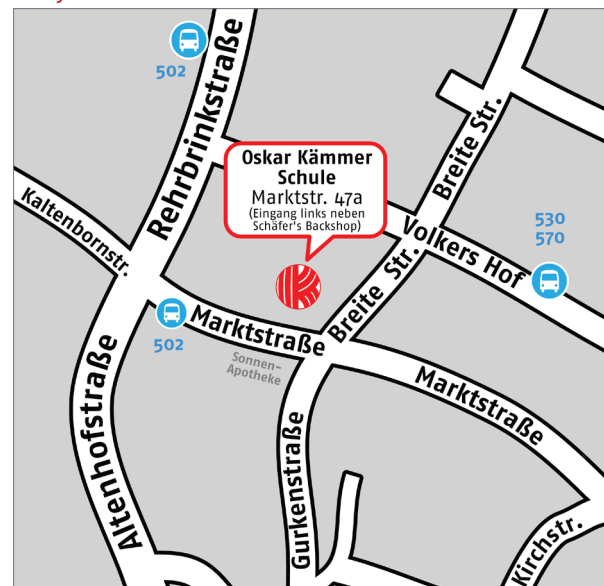 502
Rehrbrinkstraße
Breite Str.
Oskar Kämmer
Schule
Marktstr. 47a
(Eingang links neben
Schäfer's Backshop)
Kaltenbornstr.
530
570
Volkers Hof
Breite Str.
Marktstraße
502
Sonnen-
Apotheke
Marktstraße
Altenhofstraße
Gurkenstraße
Kirchstr.